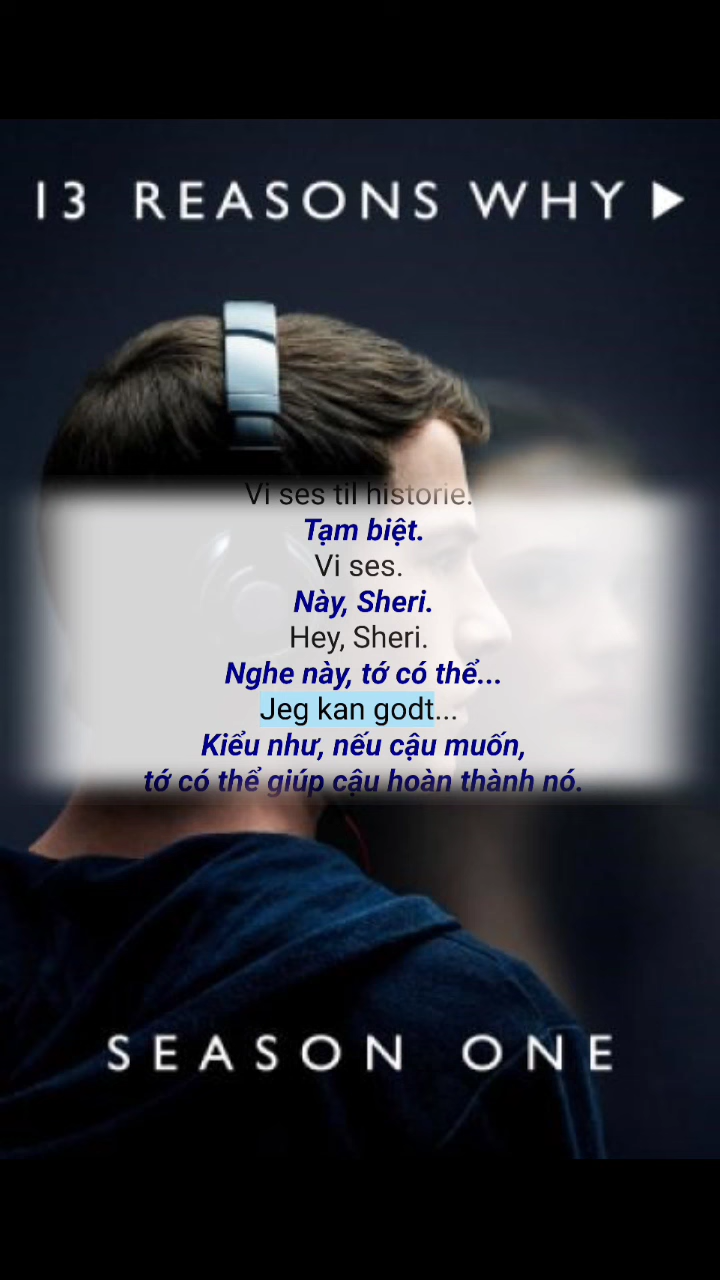 13 REASONS WHY
Vi ses til historie.
Tạm biệt.
Vi ses.
Này, Sheri.
Hey, Sheri.
Nghe này, tớ có thể...
Jeg kan godt...
Kiểu như, nếu cậu muốn,
tớ có thể giúp cậu hoàn thành nó.
SEASON ONE